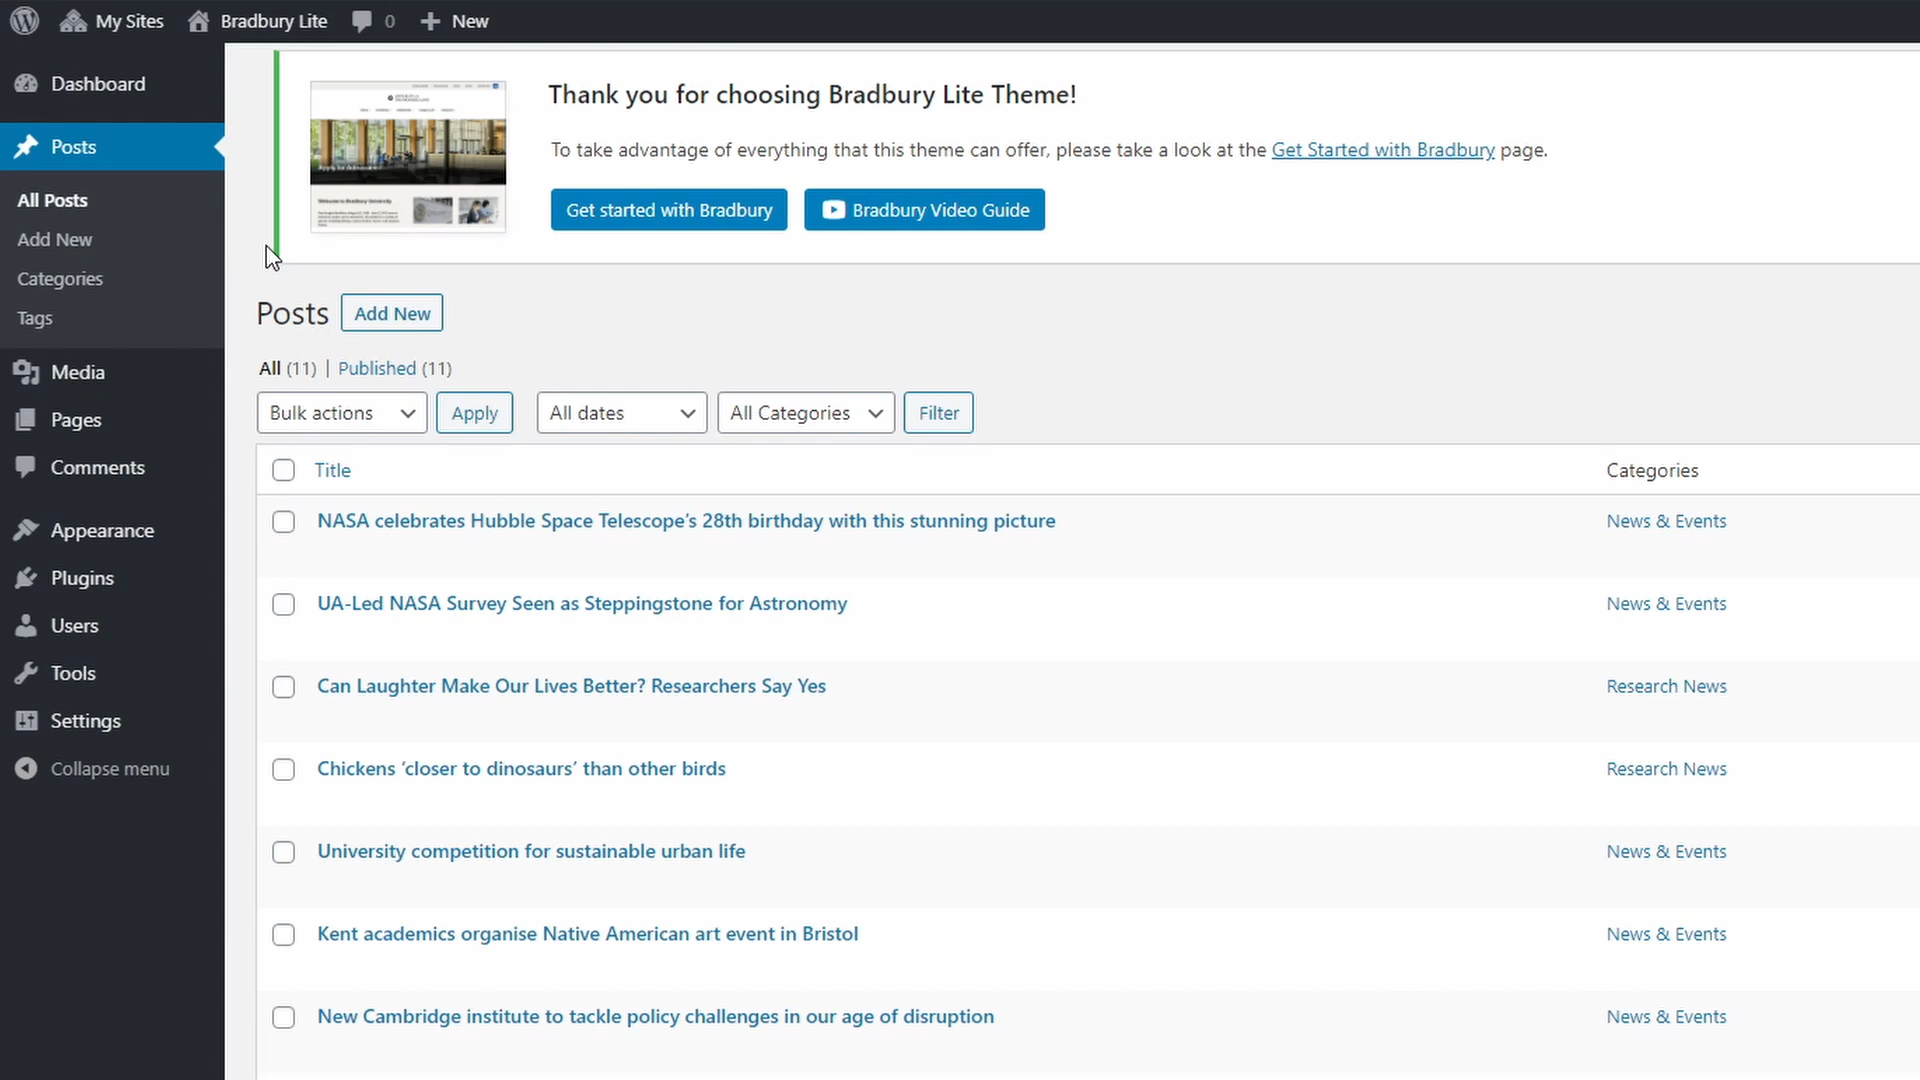 My Sites Bradbury Lite 0 New
Dashboard
Posts
All Posts
Add New
Categories
Tags
Media
Pages
Comments
Appearance
Plugins
Users
Tools
Settings
Collapse menu
Thank you for choosing Bradbury Lite Theme!
To take advantage of everything that this theme can offer, please take a look at the Get Started with Bradbury page.
Get started with Bradbury Bradbury Video Guide
Welcome to Bradbury University
Posts Add New
All (11) | Published (11)
Bulk actions Apply All dates All Categories Filter
Title Categories
NASA celebrates Hubble Space Telescope’s 28th birthday with this stunning picture News & Events
UA-Led NASA Survey Seen as Steppingstone for Astronomy News & Events
Can Laughter Make Our Lives Better? Researchers Say Yes Research News
Chickens ‘closer to dinosaurs’ than other birds Research News
University competition for sustainable urban life News & Events
Kent academics organise Native American art event in Bristol News & Events
New Cambridge institute to tackle policy challenges in our age of disruption News & Events